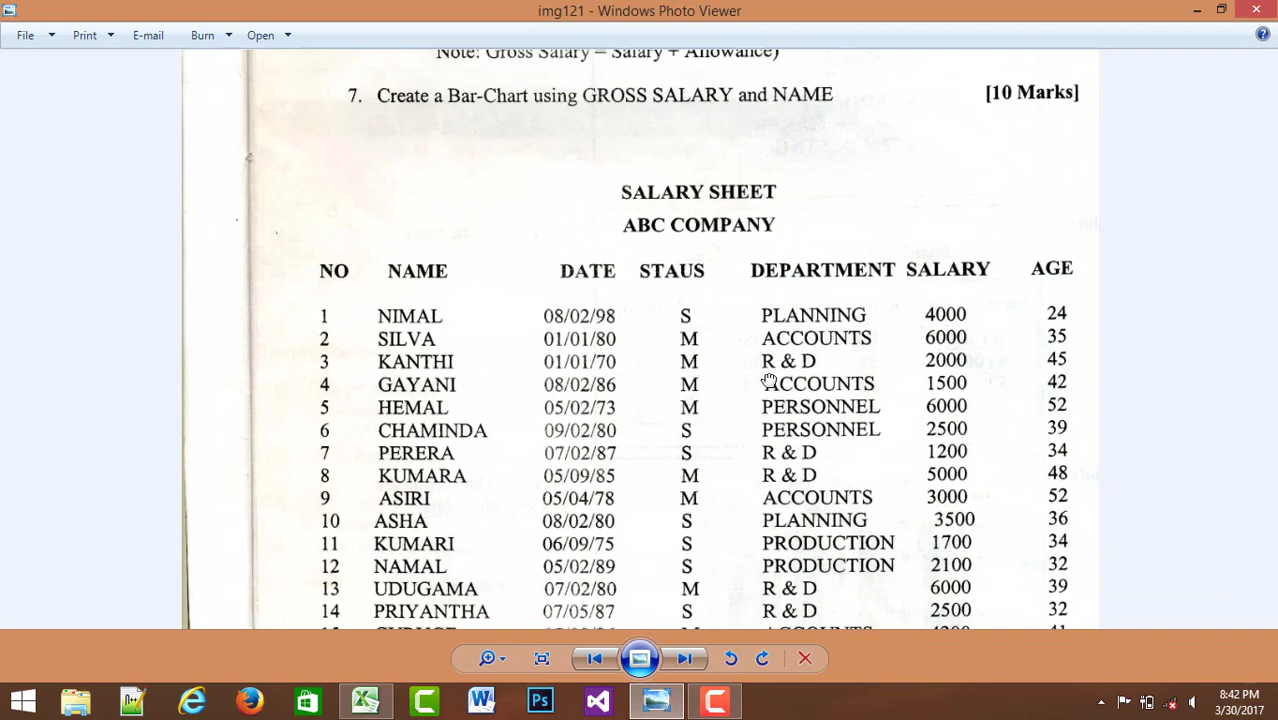 img121 - Windows Photo Viewer
File Print E-mail Burn Open
Note: Gross Salary = Salary + Allowance)
7. Create a Bar-Chart using GROSS SALARY and NAME [10 Marks]
SALARY SHEET
ABC COMPANY
NO NAME DATE STAUS DEPARTMENT SALARY AGE
1 NIMAL 08/02/98 S PLANNING 4000 24
2 SILVA 01/01/80 M ACCOUNTS 6000 35
3 KANTHI 01/01/70 M R & D 2000 45
4 GAYANI 08/02/86 M ACCOUNTS 1500 42
5 HEMAL 05/02/73 M PERSONNEL 6000 52
6 CHAMINDA 09/02/80 S PERSONNEL 2500 39
7 PERERA 07/02/87 S R & D 1200 34
8 KUMARA 05/09/85 M R & D 5000 48
9 ASIRI 05/04/78 M ACCOUNTS 3000 52
10 ASHA 08/02/80 S PLANNING 3500 36
11 KUMARI 06/09/75 S PRODUCTION 1700 34
12 NAMAL 05/02/89 S PRODUCTION 2100 32
13 UDUGAMA 07/02/80 M R & D 6000 39
14 PRIYANTHA 07/05/87 S R & D 2500 32
8:42 PM
3/30/2017